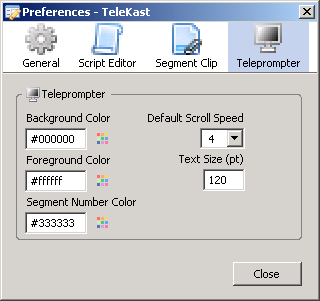 Preferences - TeleKast
General Script Editor Segment Clip Teleprompter
Teleprompter
Background Color Default Scroll Speed
#000000 4
Foreground Color Text Size (pt)
#ffffff 120
Segment Number Color
#333333
Close